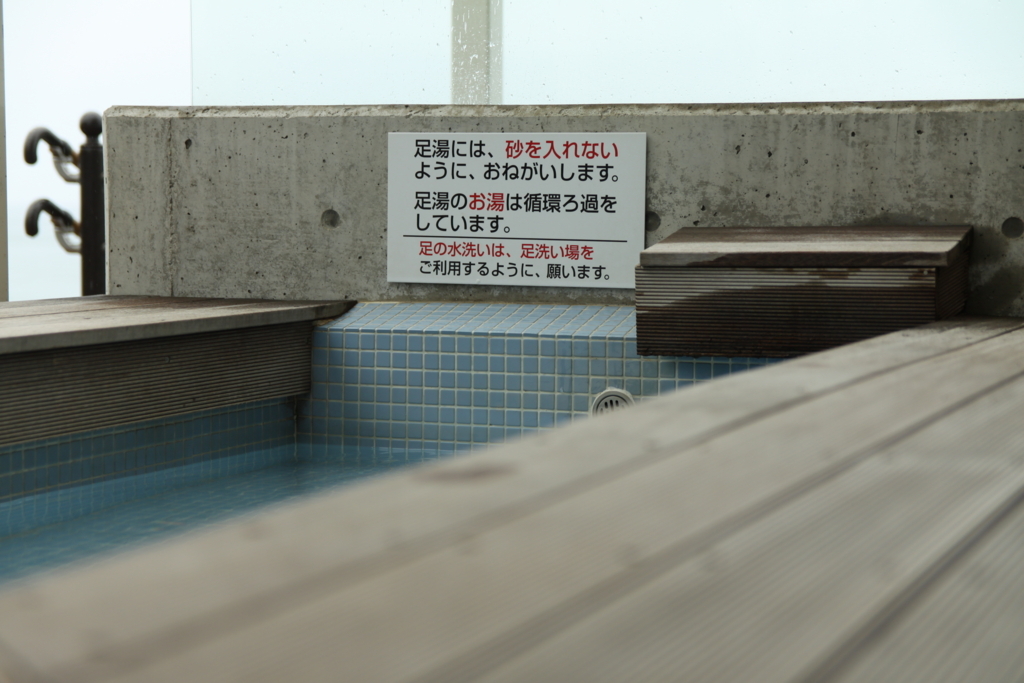 足湯には、砂を入れない
ように、おねがいします。
足湯のお湯は循環ろ過を
しています。
足の水洗いは、足洗い場を
ご利用するように、願います。